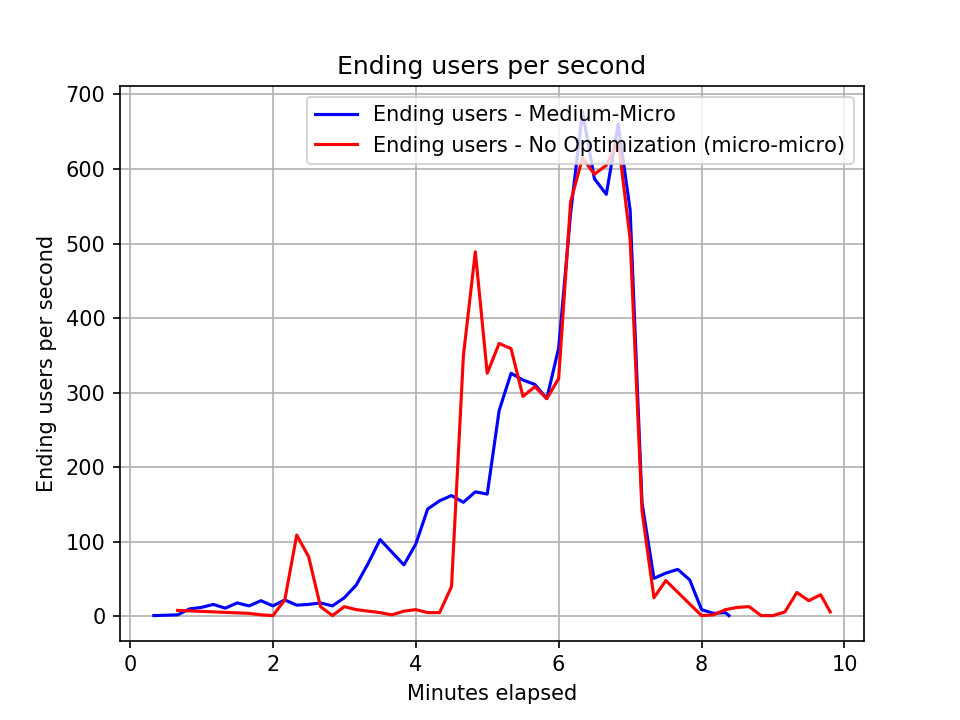 Ending users per second
700
600
500
400
300
200
100
0
Ending users per second
Ending users - Medium-Micro
Ending users - No Optimization (micro-micro)
0 2 4 6 8 10
Minutes elapsed